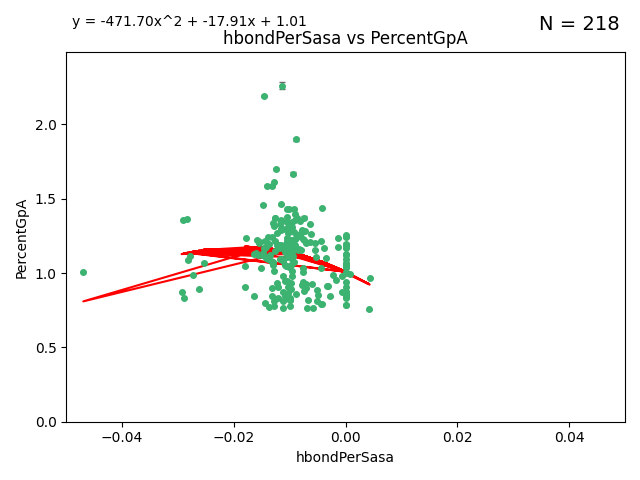 y = -471.70x^2 + -17.91x + 1.01
N = 218
hbondPerSasa vs PercentGpA
PercentGpA
2.0
1.5
1.0
0.5
0.0
−0.04 −0.02 0.00 0.02 0.04
hbondPerSasa